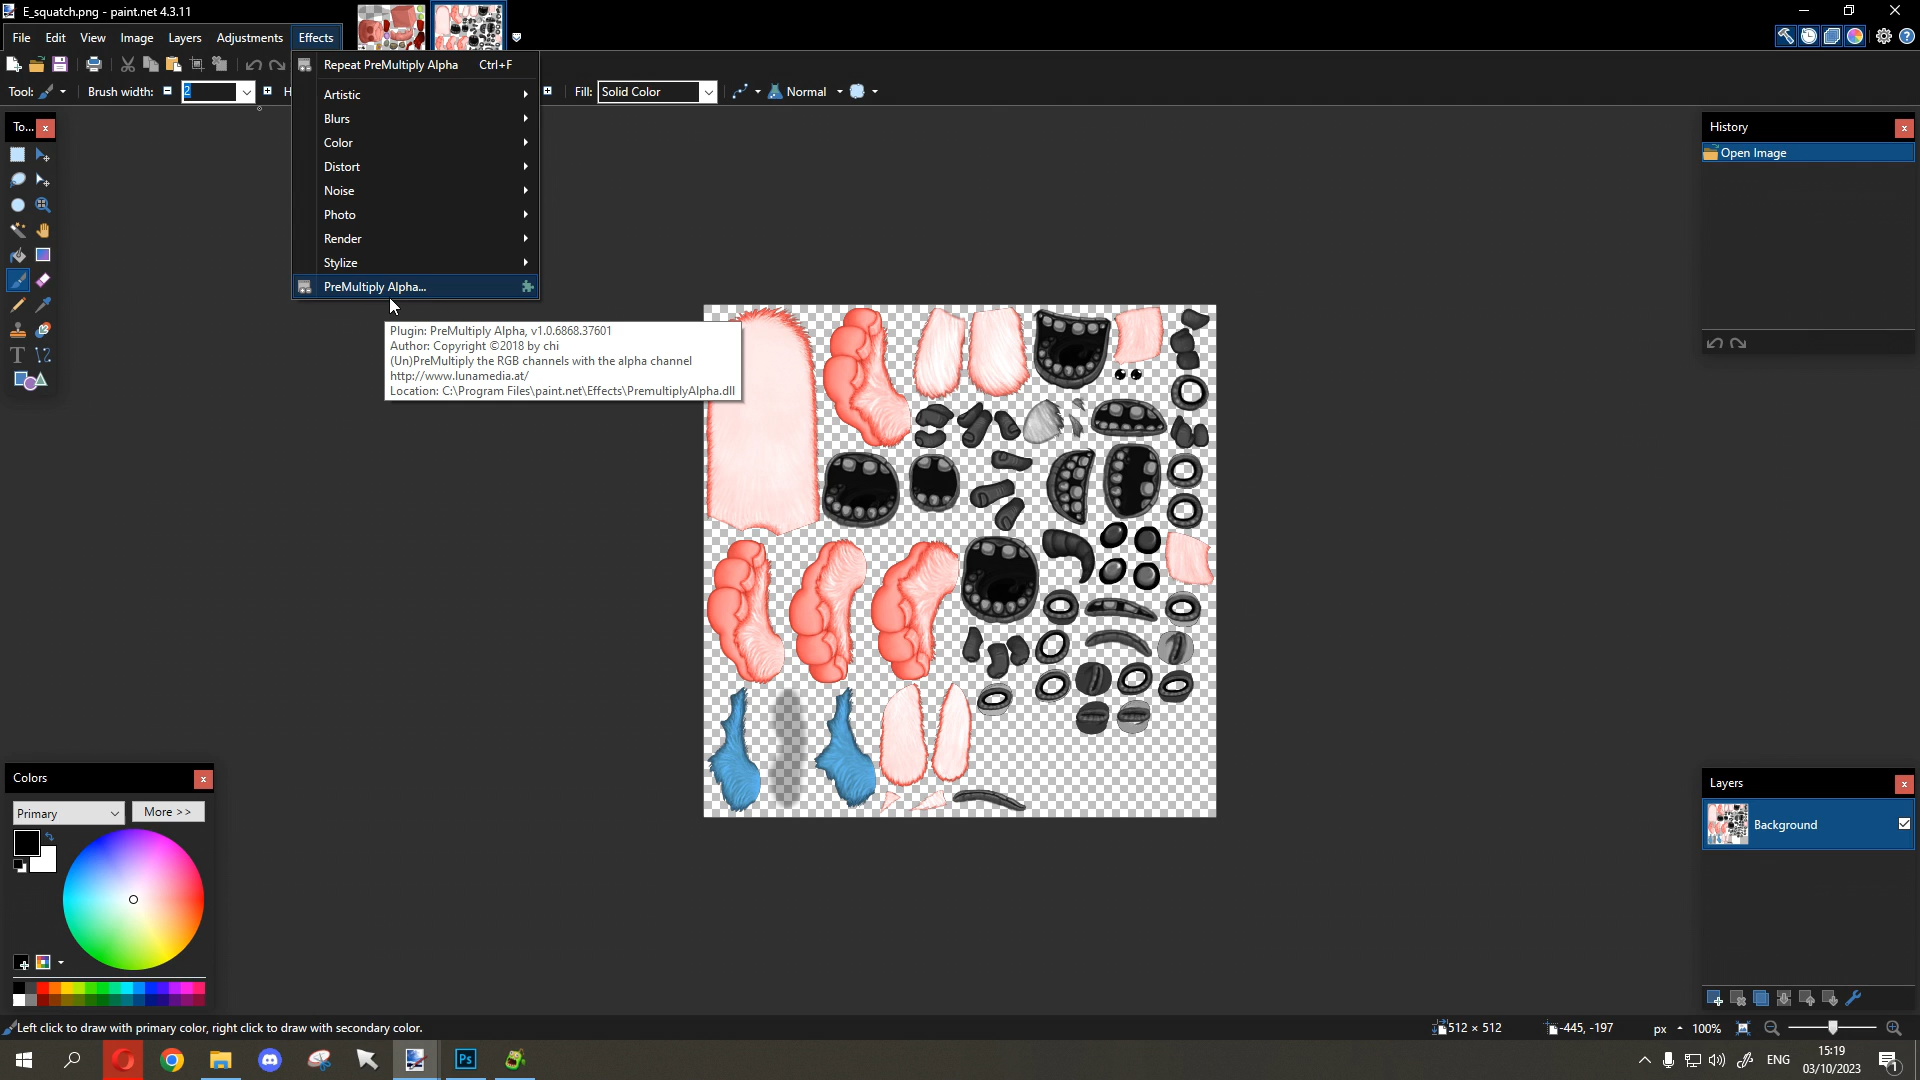 E_squatch.png - paint.net 4.3.11
File Edit View Image Layers Adjustments Effects
Repeat PreMultiply Alpha Ctrl+F
Tool: Brush width: 2 H Fill: Solid Color Normal
Artistic
Blurs
Color
Distort
Noise
Photo
Render
Stylize
PreMultiply Alpha...
Plugin: PreMultiply Alpha, v1.0.6868.37601
Author: Copyright ©2018 by chi
(Un)PreMultiply the RGB channels with the alpha channel
http://www.lunamedia.at/
Location: C:\Program Files\paint.net\Effects\PremultiplyAlpha.dll
To...
History
Open Image
Colors
Primary
More >>
Layers
Background
Left click to draw with primary color, right click to draw with secondary color.
512 × 512
-445, -197
px
100%
Ps
ENG
15:19
03/10/2023
1